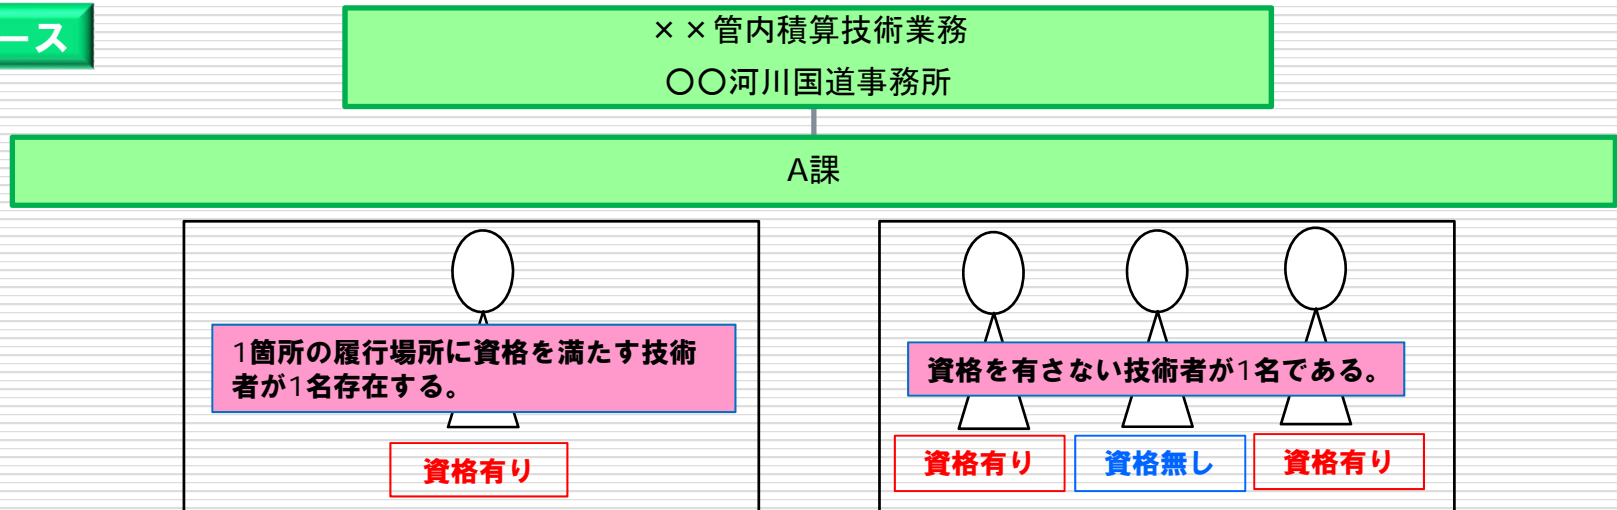 ース
××管内積算技術業務
〇〇河川国道事務所
A課
1箇所の履行場所に資格を満たす技術
者が1名存在する。
資格を有さない技術者が1名である。
資格有り
資格有り
資格無し
資格有り